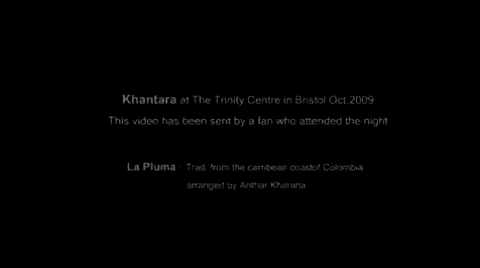 Khantara at The Trinity Centre in Bristol Oct.2009
This video has been sent by a fan who attended the night
La Pluma - Trad. from the carribean coastof Colombia
arranged by Anthar Kharana